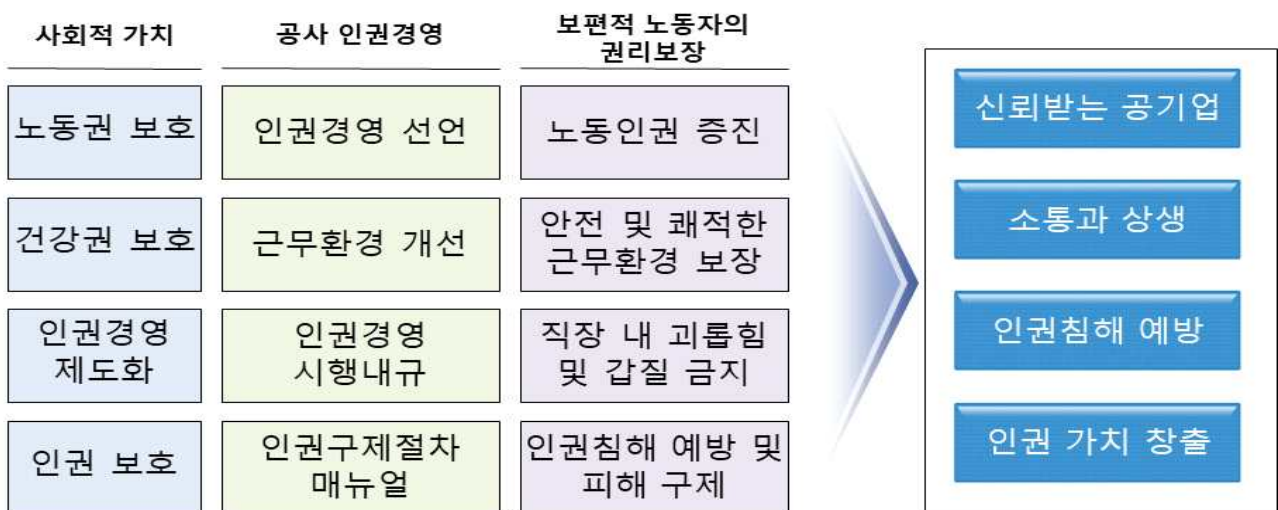 사회적 가치
공사 인권경영
보편적 노동자의
권리보장
노동권 보호
인권경영 선언
노동인권 증진
건강권 보호
근무환경 개선
안전 및 쾌적한
근무환경 보장
인권경영
제도화
인권경영
시행내규
직장 내 괴롭힘
및 갑질 금지
인권 보호
인권구제절차
매뉴얼
인권침해 예방 및
피해 구제
신뢰받는 공기업
소통과 상생
인권침해 예방
인권 가치 창출